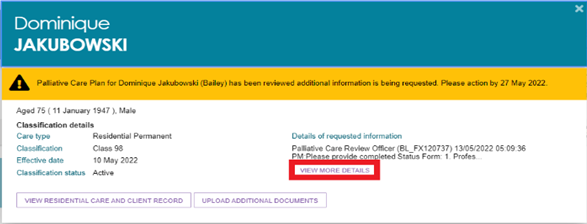 Dominique
JAKUBOWSKI
Palliative Care Plan for Dominique Jakubowski (Bailey) has been reviewed additional information is being requested. Please action by 27 May 2022.
Aged 75 ( 11 January 1947 ), Male
Classification details
Care type Residential Permanent
Classification Class 98
Effective date 10 May 2022
Classification status Active
Details of requested information
Palliative Care Review Officer (BL_FX120737) 13/05/2022 05:09:36
PM:Please provide completed Status Form: 1. Profes...
VIEW MORE DETAILS
VIEW RESIDENTIAL CARE AND CLIENT RECORD UPLOAD ADDITIONAL DOCUMENTS